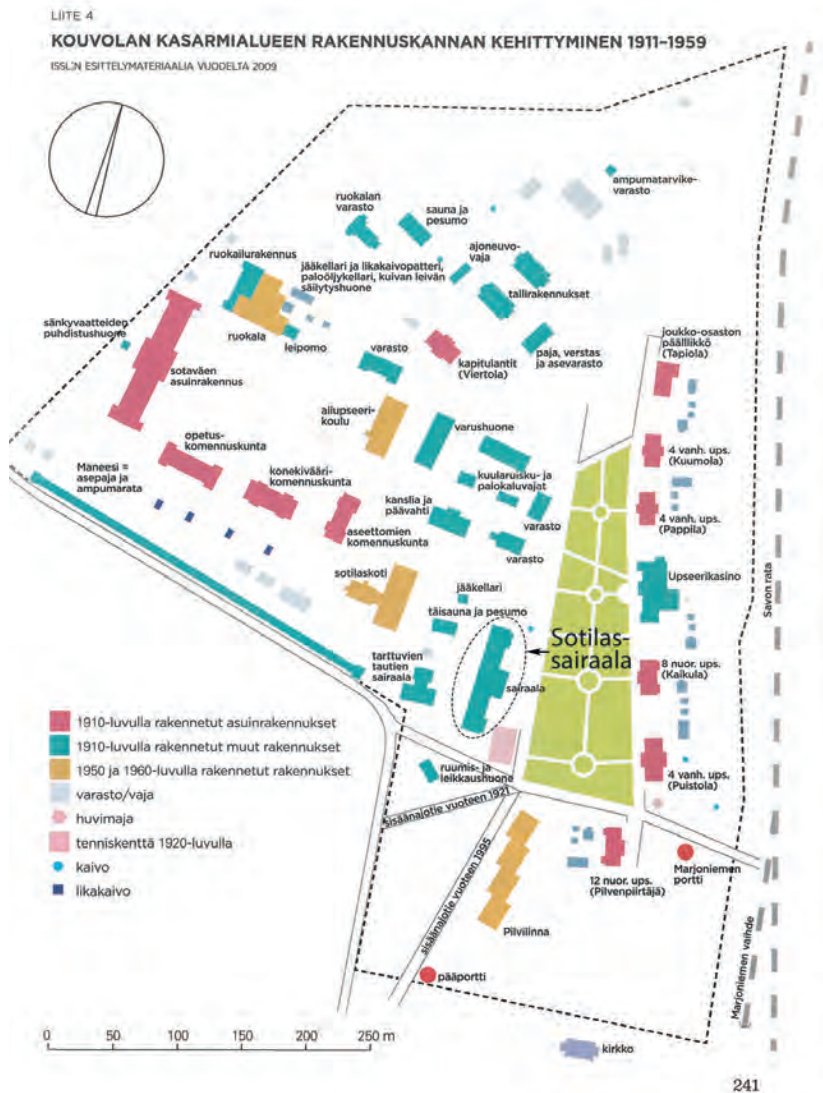 LIITE 4
KOUVOLAN KASARMIALUEEN RAKENNUSKANNAN KEHITTYMINEN 1911–1959
ISSL:N ESITTELYMATERIAALIA VUODELTA 2009
ampumatarvike-
varasto
ruokalan
varasto
sauna ja
pesumo
ajoneuvo-
vaja
ruokailurakennus
jääkellari ja likakaivopatteri,
paloöljykellari, kuivan leivän
säilytyshuone
tallirakennukset
sänkyvaatteiden
puhdistushuone
ruokala
leipomo
varasto
kapitulantit
(Viertola)
paja, verstas
ja asevarasto
joukko-osaston
päälliikkö
(Tapiola)
sotaväen
asuinrakennus
aliupseeri-
koulu
varushuone
opetus-
komennuskunta
4 vanh. ups.
(Kuumola)
Maneesi =
asepaja ja
ampumarata
konekivääri-
komennuskunta
kuularuisku- ja
palokaluvajat
kanslia ja
päävahti
varasto
4 vanh. ups.
(Pappila)
aseettomien
komennuskunta
varasto
Upseerikasino
Savon rata
sotilaskoti
jääkellari
täisauna ja pesumo
Sotilas-
sairaala
tarttuvien
tautien
sairaala
sairaala
8 nuor. ups.
(Kaikula)
1910-luvulla rakennetut asuinrakennukset
1910-luvulla rakennetut muut rakennukset
1950 ja 1960-luvulla rakennetut rakennukset
varasto/vaja
huvimaja
tenniskenttä 1920-luvulla
kaivo
likakaivo
ruumis- ja
leikkaushuone
4 vanh. ups.
(Puistola)
sisäänajotie vuoteen 1921
sisäänajotie vuoteen 1995
12 nuor. ups.
(Pilvenpiirtäjä)
Marjoniemen
portti
Pilvilinna
Marjoniemen vaihde
pääportti
0 50 100 150 200 250 m
kirkko
241